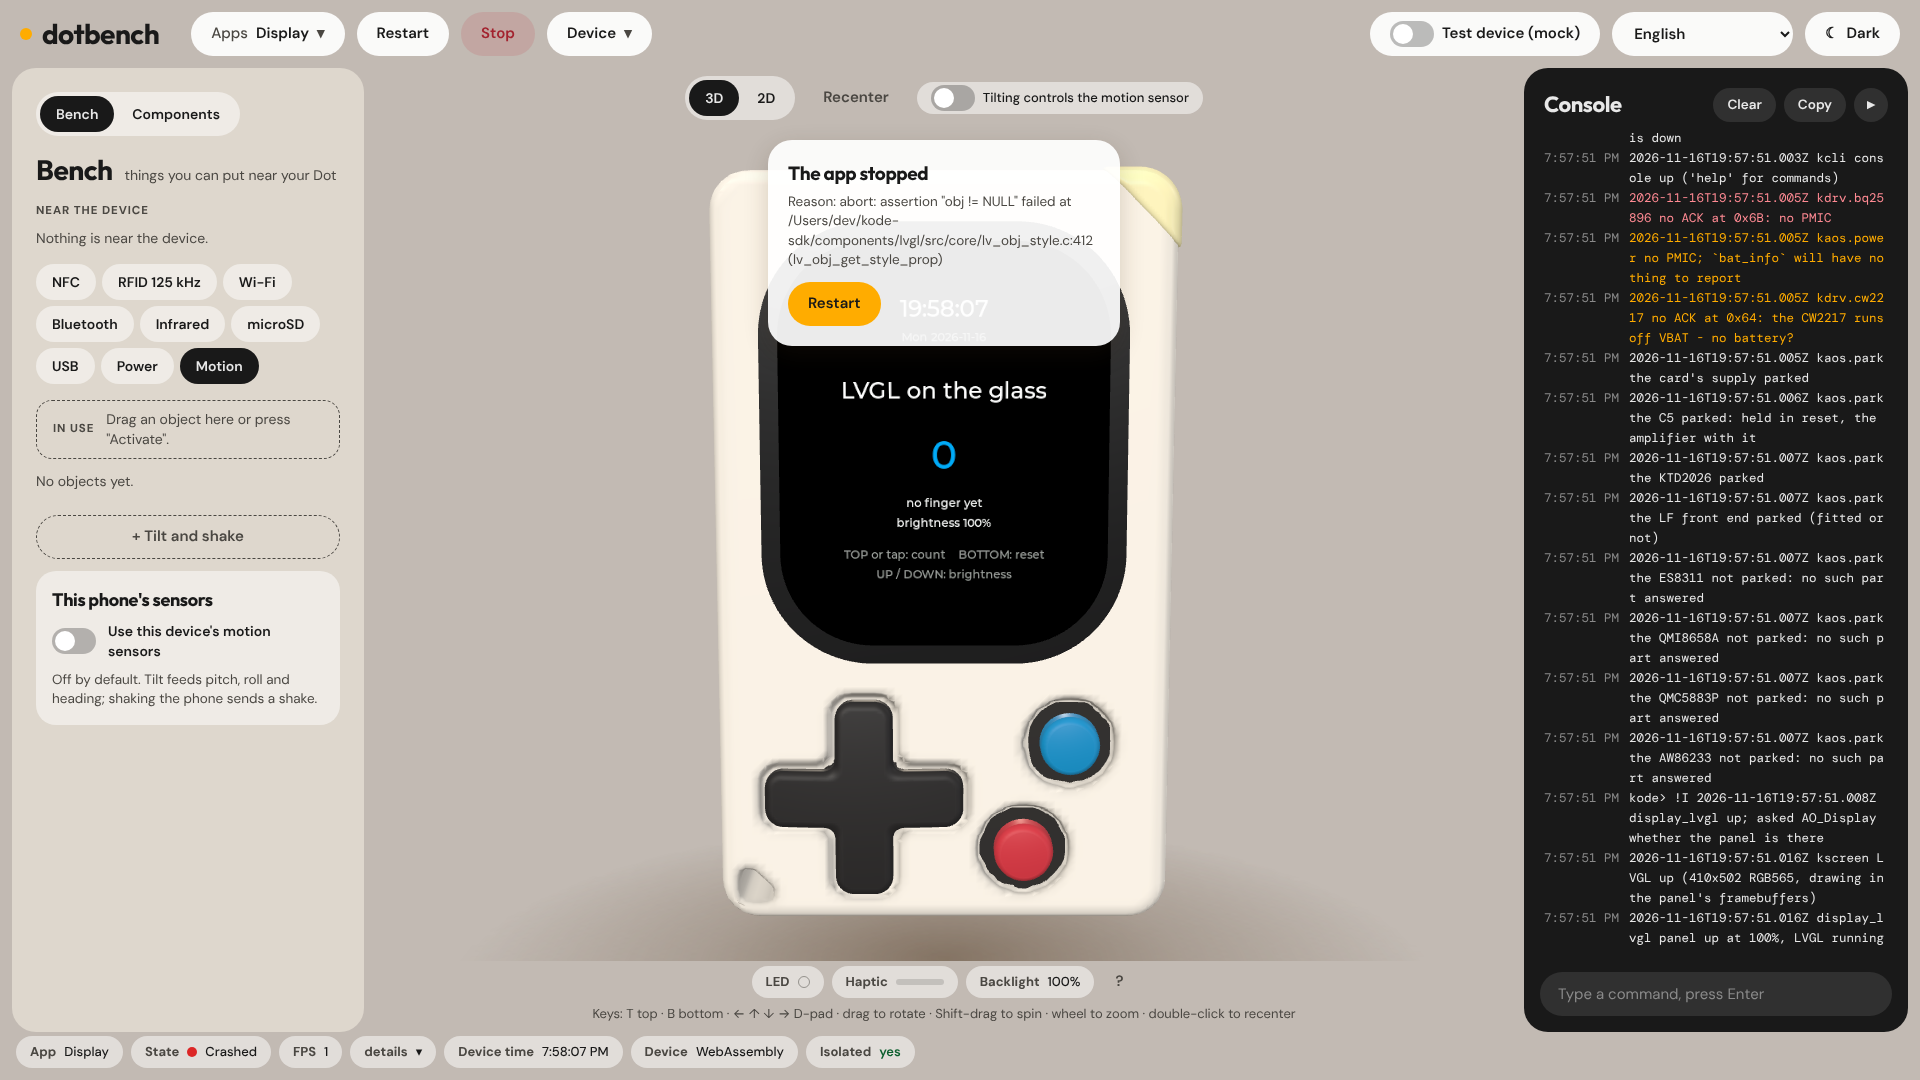 dotbench
Apps Display ▾
Restart
Stop
Device ▾
Test device (mock)
English
☾ Dark
Bench
Components
Bench things you can put near your Dot
NEAR THE DEVICE
Nothing is near the device.
NFC
RFID 125 kHz
Wi-Fi
Bluetooth
Infrared
microSD
USB
Power
Motion
IN USE
Drag an object here or press
"Activate".
No objects yet.
+ Tilt and shake
This phone's sensors
Use this device's motion
sensors
Off by default. Tilt feeds pitch, roll and
heading; shaking the phone sends a shake.
3D
2D
Recenter
Tilting controls the motion sensor
The app stopped
Reason: abort: assertion "obj != NULL" failed at
/Users/dev/kode-
sdk/components/lvgl/src/core/lv_obj_style.c:412
(lv_obj_get_style_prop)
Restart
19:58:07
Mon 2026-11-16
LVGL on the glass
0
no finger yet
brightness 100%
TOP or tap: count BOTTOM: reset
UP / DOWN: brightness
LED
Haptic
Backlight 100%
?
Keys: T top · B bottom · ← ↑ ↓ → D-pad · drag to rotate · Shift-drag to spin · wheel to zoom · double-click to recenter
Console
Clear
Copy
▶
is down
7:57:51 PM 2026-11-16T19:57:51.003Z kcli cons
ole up ('help' for commands)
7:57:51 PM 2026-11-16T19:57:51.005Z kdrv.bq25
896 no ACK at 0x6B: no PMIC
7:57:51 PM 2026-11-16T19:57:51.005Z kaos.powe
r no PMIC; `bat_info` will have no
thing to report
7:57:51 PM 2026-11-16T19:57:51.005Z kdrv.cw22
17 no ACK at 0x64: the CW2217 runs
off VBAT - no battery?
7:57:51 PM 2026-11-16T19:57:51.005Z kaos.park
the card's supply parked
7:57:51 PM 2026-11-16T19:57:51.006Z kaos.park
the C5 parked: held in reset, the
amplifier with it
7:57:51 PM 2026-11-16T19:57:51.007Z kaos.park
the KTD2026 parked
7:57:51 PM 2026-11-16T19:57:51.007Z kaos.park
the LF front end parked (fitted or
not)
7:57:51 PM 2026-11-16T19:57:51.007Z kaos.park
the ES8311 not parked: no such par
t answered
7:57:51 PM 2026-11-16T19:57:51.007Z kaos.park
the QMI8658A not parked: no such p
art answered
7:57:51 PM 2026-11-16T19:57:51.007Z kaos.park
the QMC5883P not parked: no such p
art answered
7:57:51 PM 2026-11-16T19:57:51.007Z kaos.park
the AW86233 not parked: no such pa
rt answered
7:57:51 PM kode> !I 2026-11-16T19:57:51.008Z
display_lvgl up; asked AO_Display
whether the panel is there
7:57:51 PM 2026-11-16T19:57:51.016Z kscreen L
VGL up (410x502 RGB565, drawing in
the panel's framebuffers)
7:57:51 PM 2026-11-16T19:57:51.016Z display_l
vgl panel up at 100%, LVGL running
Type a command, press Enter
App Display
State Crashed
FPS 1
details ▾
Device time 7:58:07 PM
Device WebAssembly
Isolated yes